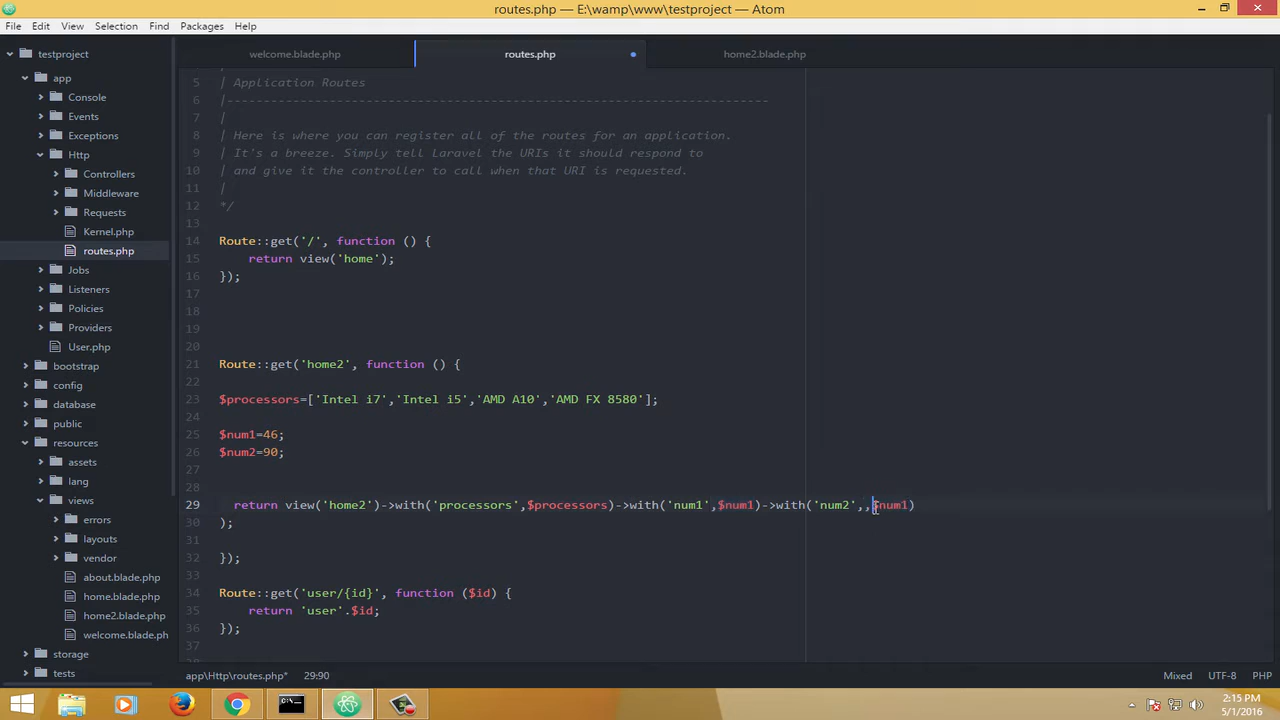 routes.php — E:\wamp\www\testproject — Atom
File Edit View Selection Find Packages Help
testproject
app
Console
Events
Exceptions
Http
Controllers
Middleware
Requests
Kernel.php
routes.php
Jobs
Listeners
Policies
Providers
User.php
bootstrap
config
database
public
resources
assets
lang
views
errors
layouts
vendor
about.blade.php
home.blade.php
home2.blade.php
welcome.blade.ph
storage
tests
welcome.blade.php routes.php home2.blade.php
5 | Application Routes
6 |--------------------------------------------------------------------------
7 |
8 | Here is where you can register all of the routes for an application.
9 | It's a breeze. Simply tell laravel the URIs it should respond to
10 | and give it the controller to call when that URI is requested.
11 |
12 */
13
14 Route::get('/', function () {
15 return view('home');
16 });
17
18
19
20
21 Route::get('home2', function () {
22
23 $processors=['Intel i7','Intel i5','AMD A10','AMD FX 8580'];
24
25 $num1=46;
26 $num2=90;
27
28
29 return view('home2')->with('processors',$processors)->with('num1',$num1)->with('num2',,$num1)
30 );
31
32 });
33
34 Route::get('user/{id}', function ($id) {
35 return 'user'.$id;
36 });
37
38
app\Http\routes.php* 29:90 Mixed UTF-8 PHP
2:15 PM
5/1/2016